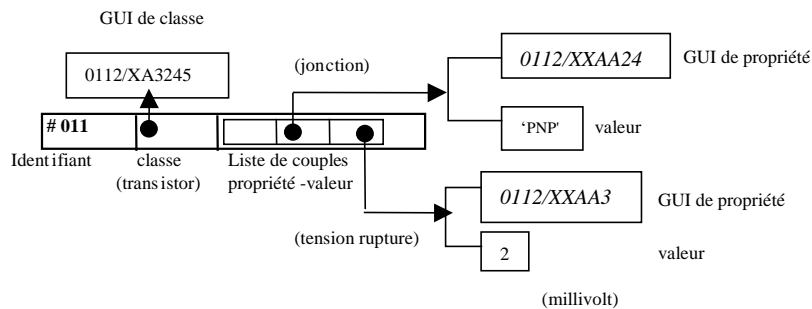 GUI de classe
0112/XA3245
(jonction)
0112/XXAA24
GUI de propriété
‘PNP'
valeur
# 011
Identifiant
classe
(transistor)
Liste de couples
propriété -valeur
0112/XXAA3
GUI de propriété
(tension rupture)
2
valeur
(millivolt)